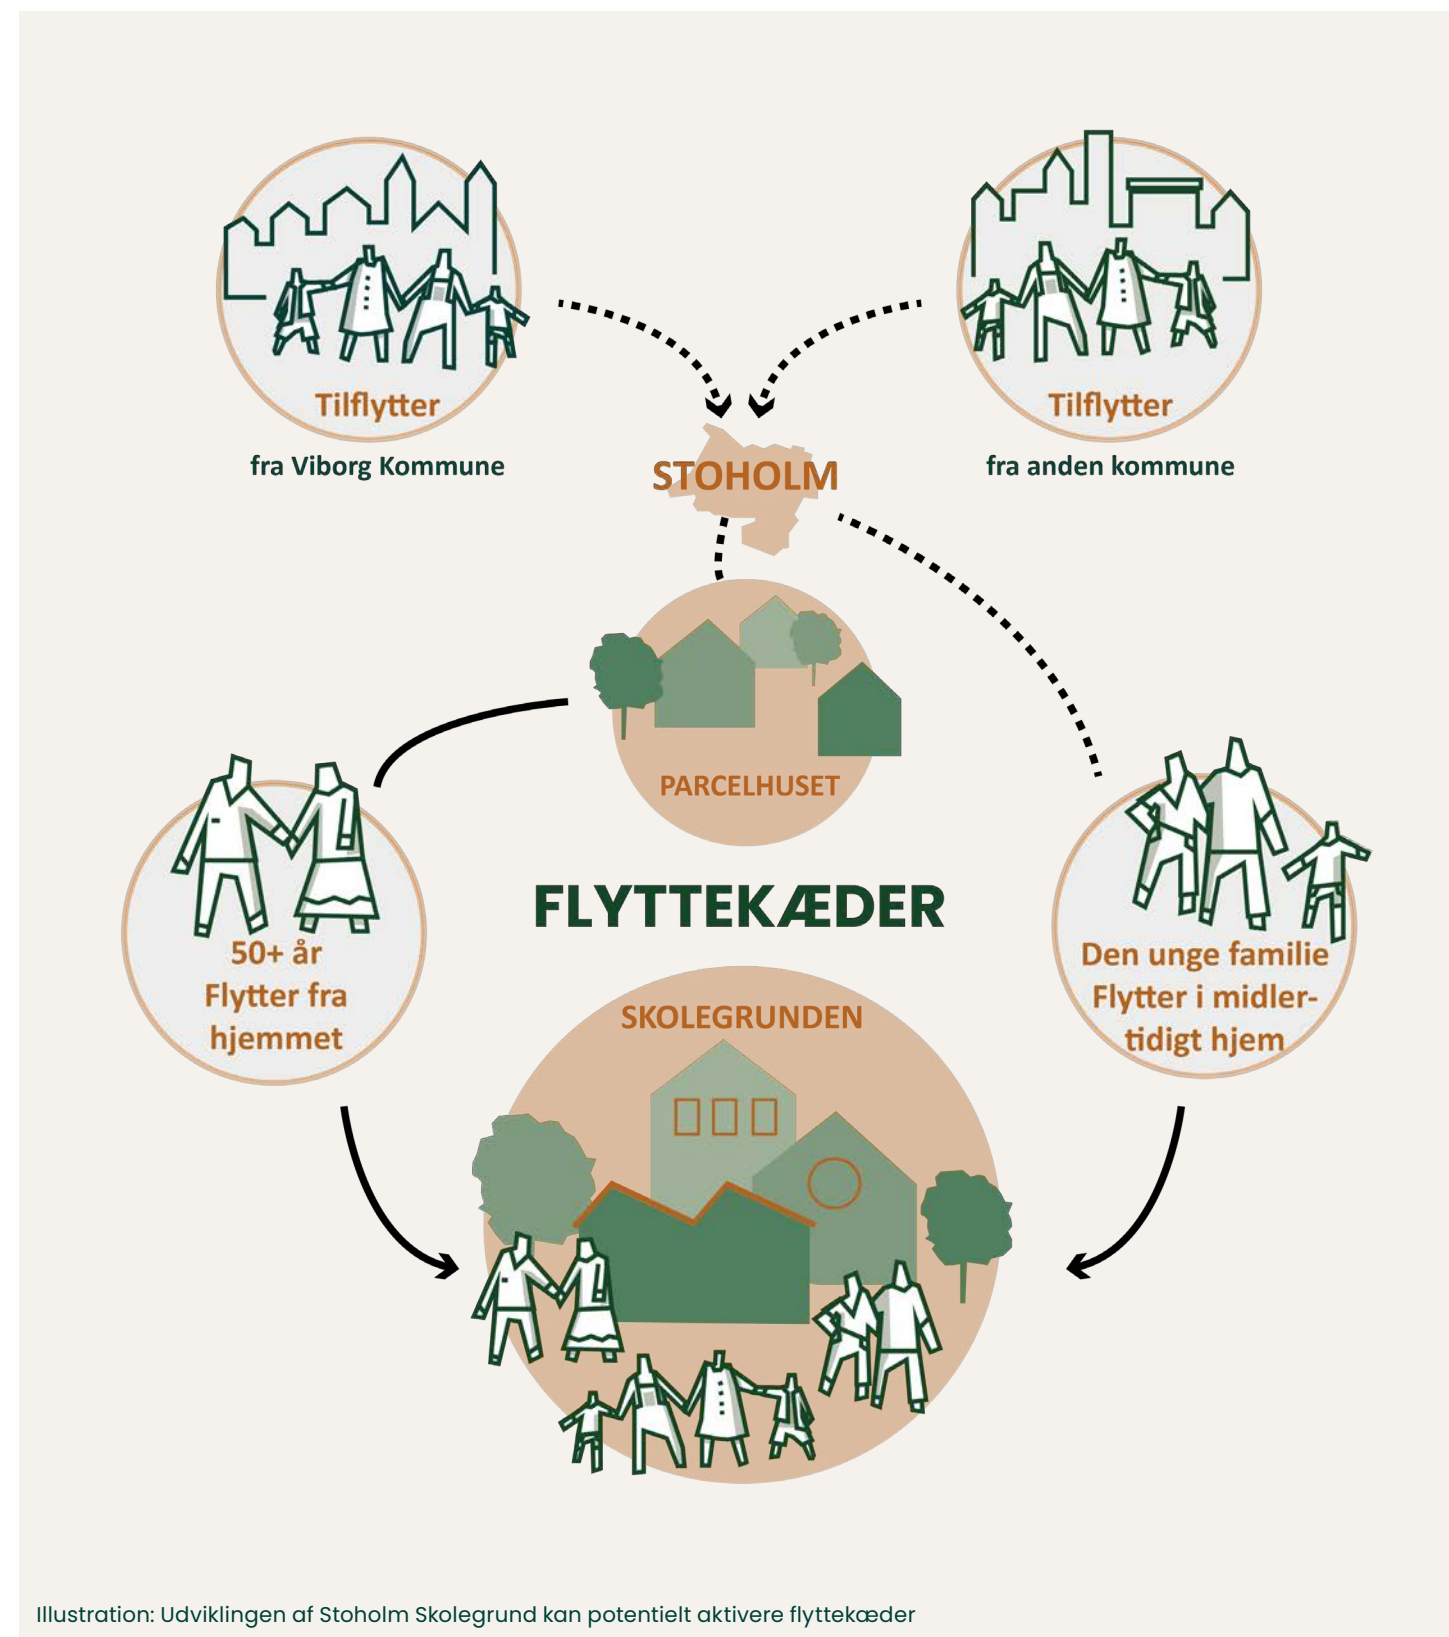 Tilflytter
fra Viborg Kommune
Tilflytter
fra anden kommune
STOHOLM
PARCELHUSET
FLYTTEKÆDER
50+ år
Flytter fra
hjemmet
Den unge familie
Flytter i midler-
tidigt hjem
SKOLEGRUNDEN
Illustration: Udviklingen af Stoholm Skolegrund kan potentielt aktivere flyttekæder